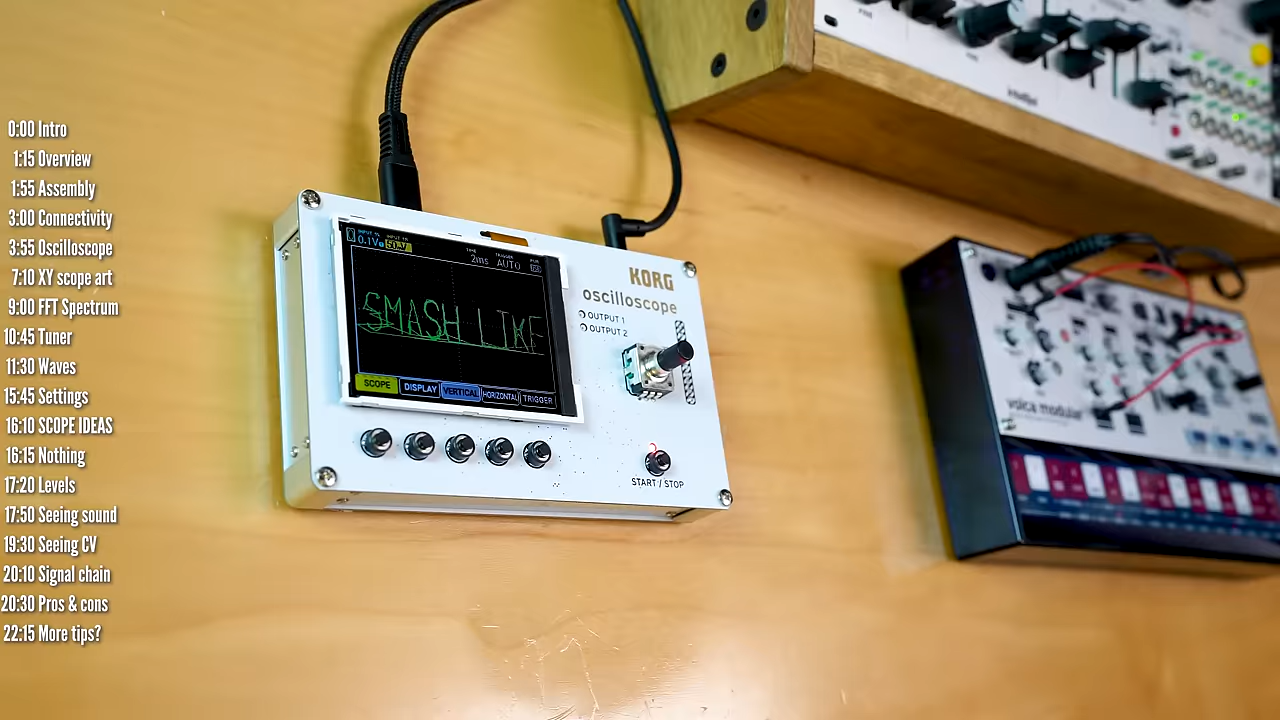 0:00 Intro
1:15 Overview
1:55 Assembly
3:00 Connectivity
3:55 Oscilloscope
7:10 XY scope art
9:00 FFT Spectrum
10:45 Tuner
11:30 Waves
15:45 Settings
16:10 SCOPE IDEAS
16:15 Nothing
17:20 Levels
17:50 Seeing sound
19:30 Seeing CV
20:10 Signal chain
20:30 Pros & cons
22:15 More tips?
0.1V
2ms AUTO
SMASH LIKE
SCOPE DISPLAY VERTICAL HORIZONTAL TRIGGER
KORG
oscilloscope
OUTPUT 1
OUTPUT 2
START / STOP
volca modular